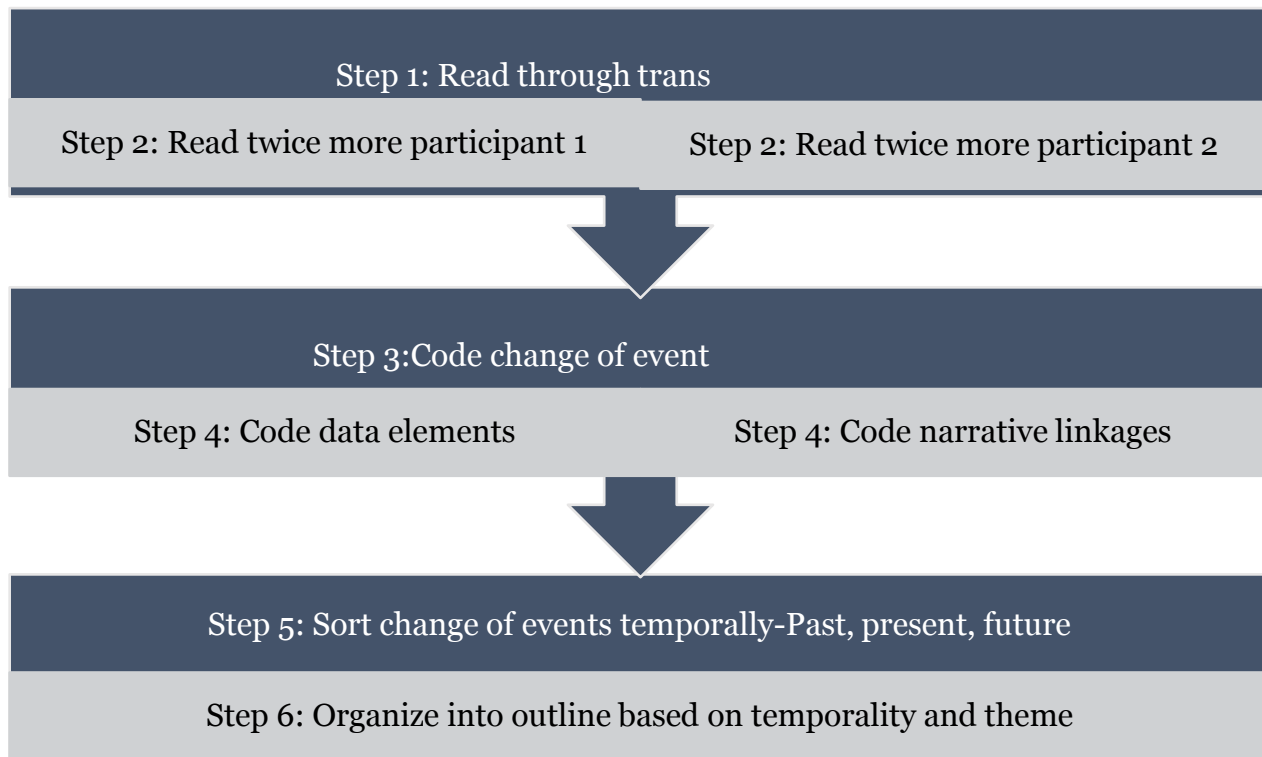 Step 1: Read through trans
Step 2: Read twice more participant 1
Step 2: Read twice more participant 2
Step 3:Code change of event
Step 4: Code data elements
Step 4: Code narrative linkages
Step 5: Sort change of events temporally-Past, present, future
Step 6: Organize into outline based on temporality and theme